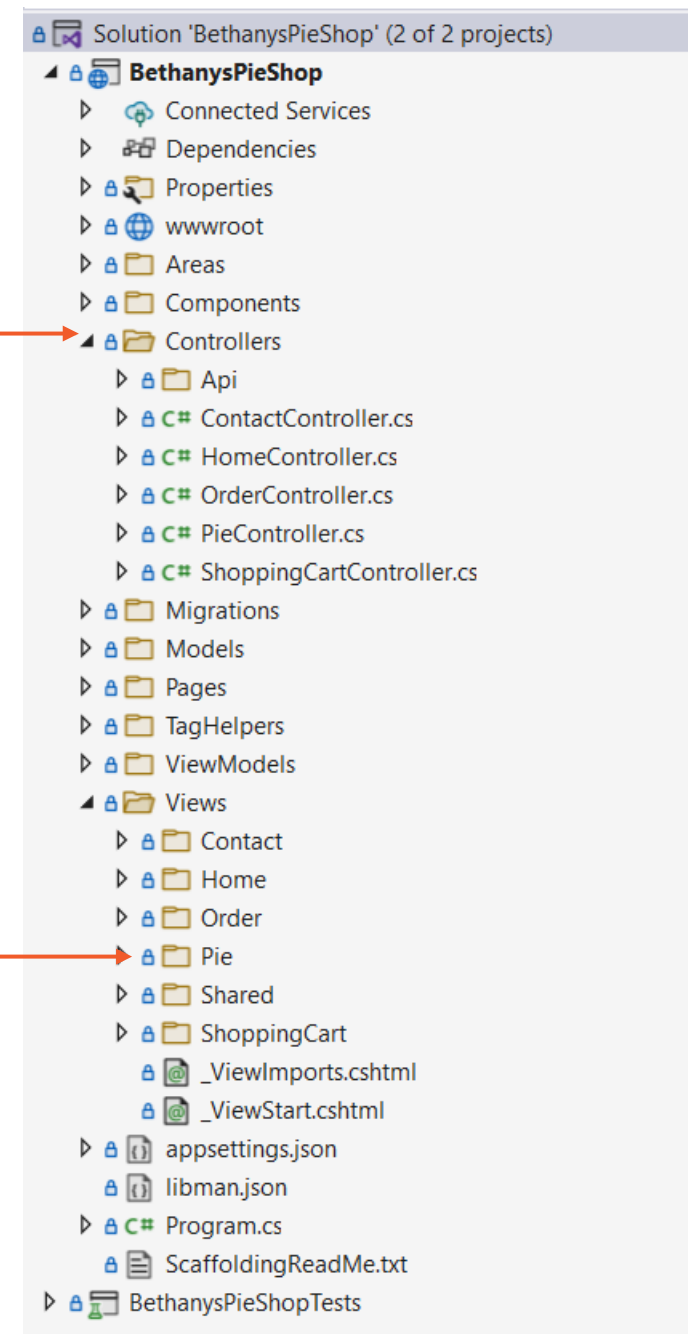 Solution 'BethanysPieShop' (2 of 2 projects)
BethanysPieShop
Connected Services
Dependencies
Properties
wwwroot
Areas
Components
Controllers
Api
C# ContactController.cs
C# HomeController.cs
C# OrderController.cs
C# PieController.cs
C# ShoppingCartController.cs
Migrations
Models
Pages
TagHelpers
ViewModels
Views
Contact
Home
Order
Pie
Shared
ShoppingCart
@ _ViewImports.cshtml
@ _ViewStart.cshtml
appsettings.json
libman.json
C# Program.cs
ScaffoldingReadMe.txt
BethanysPieShopTests